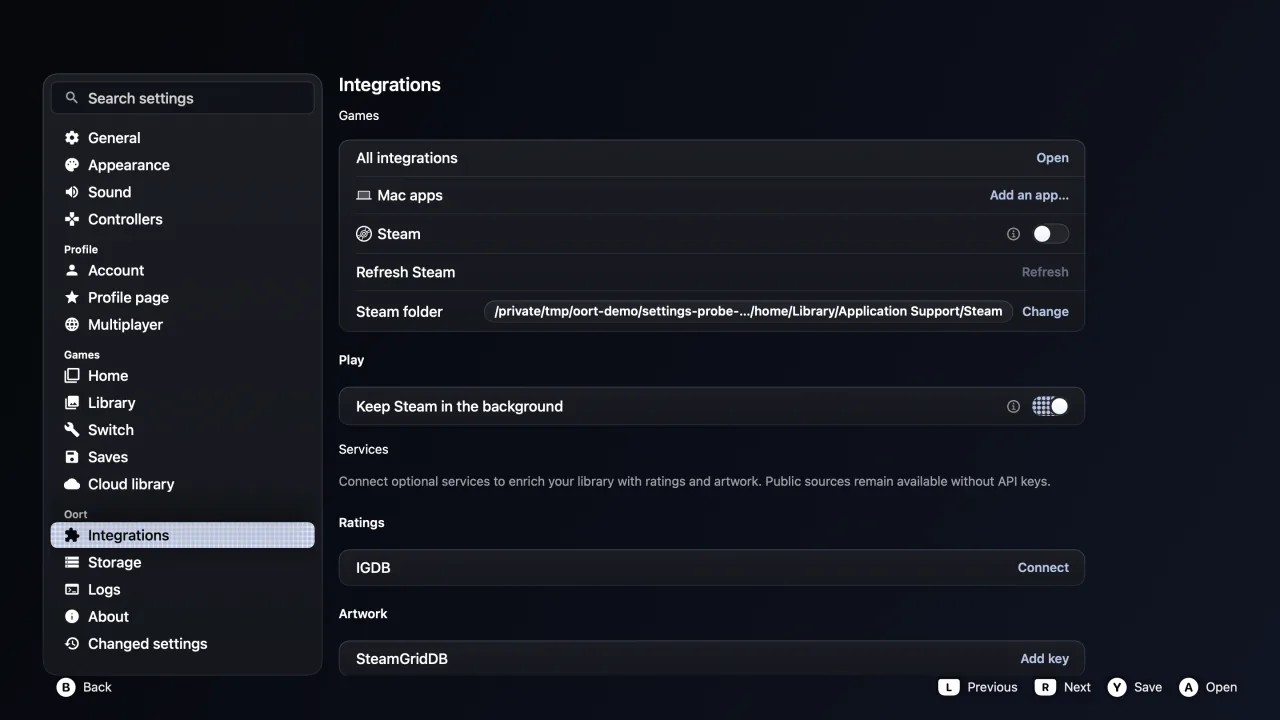 Search settings
General
Appearance
Sound
Controllers
Profile
Account
Profile page
Multiplayer
Games
Home
Library
Switch
Saves
Cloud library
Oort
Integrations
Storage
Logs
About
Changed settings
Integrations
Games
All integrations Open
Mac apps Add an app...
Steam
Refresh Steam Refresh
Steam folder /private/tmp/oort-demo/settings-probe-.../home/Library/Application Support/Steam Change
Play
Keep Steam in the background
Services
Connect optional services to enrich your library with ratings and artwork. Public sources remain available without API keys.
Ratings
IGDB Connect
Artwork
SteamGridDB Add key
B Back L Previous R Next Y Save A Open